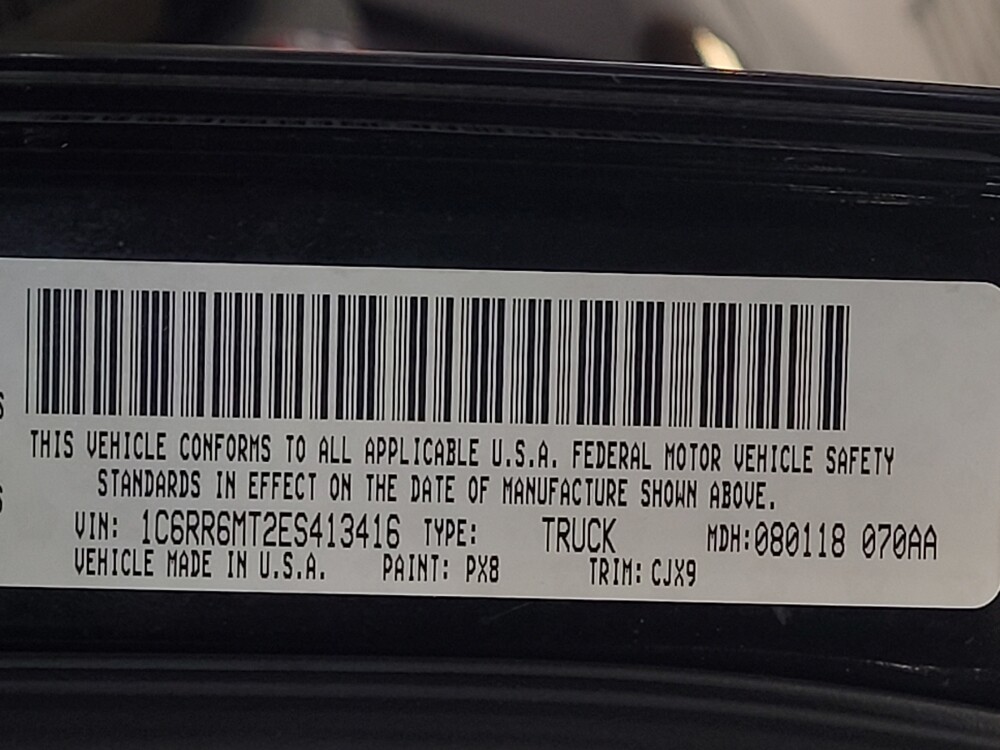 THIS VEHICLE CONFORMS TO ALL APPLICABLE U.S.A. FEDERAL MOTOR VEHICLE SAFETY
STANDARDS IN EFFECT ON THE DATE OF MANUFACTURE SHOWN ABOVE.
VIN: 1C6RR6MT2ES413416 TYPE: TRUCK MDH:080118 070AA
VEHICLE MADE IN U.S.A. PAINT: PX8 TRIM: CJX9